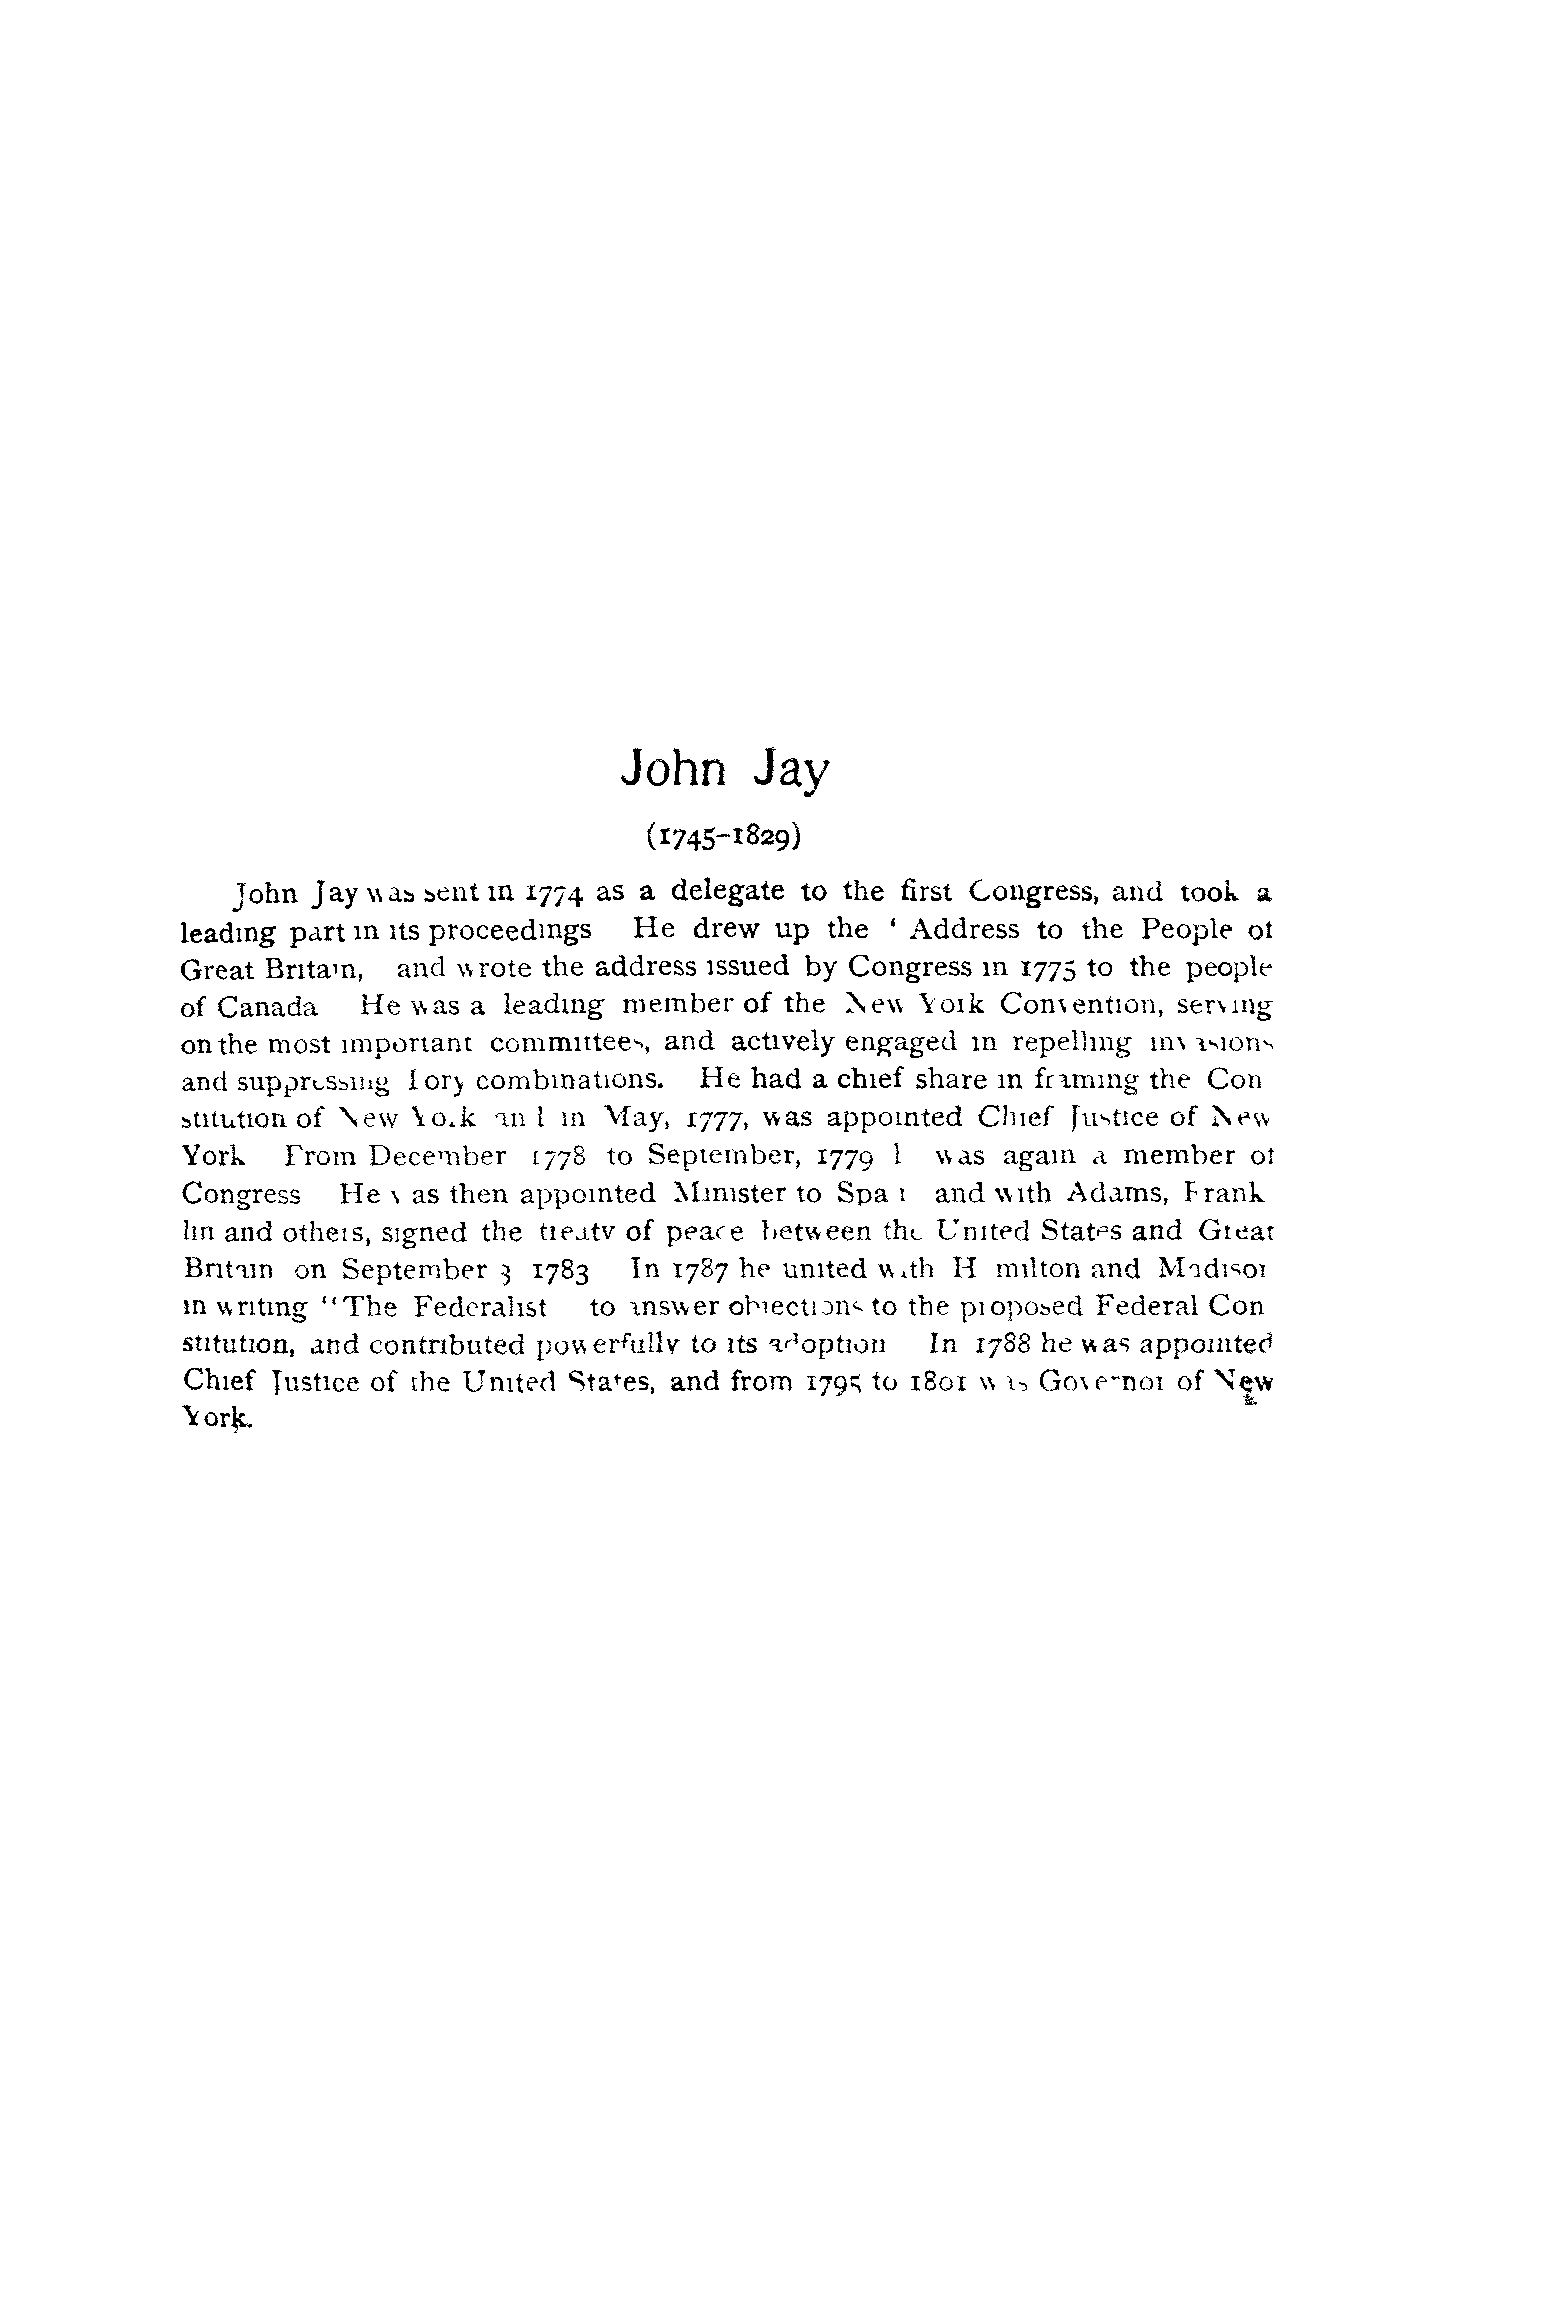 John Jay
(1745-1829)
John Jay was sent in 1774 as a delegate to the first Congress, and took a
leading part in its proceedings He drew up the ‘ Address to the People of
Great Britain, and wrote the address issued by Congress in 1775 to the people
of Canada He was a leading member of the New York Convention, serving
on the most important committees, and actively engaged in repelling invasions
and suppressing Tory combinations. He had a chief share in framing the Con
stitution of New York and in May, 1777, was appointed Chief Justice of New
York From December 1778 to September, 1779 was again a member of
Congress He was then appointed Minister to Spain and with Adams, Frank
lin and others, signed the treaty of peace between the United States and Great
Britain on September 3 1783 In 1787 he united with Hamilton and Madison
in writing “The Federalist to answer objections to the proposed Federal Con
stitution, and contributed powerfully to its adoption In 1788 he was appointed
Chief Justice of the United States, and from 1795 to 1801 was Governor of New
York.